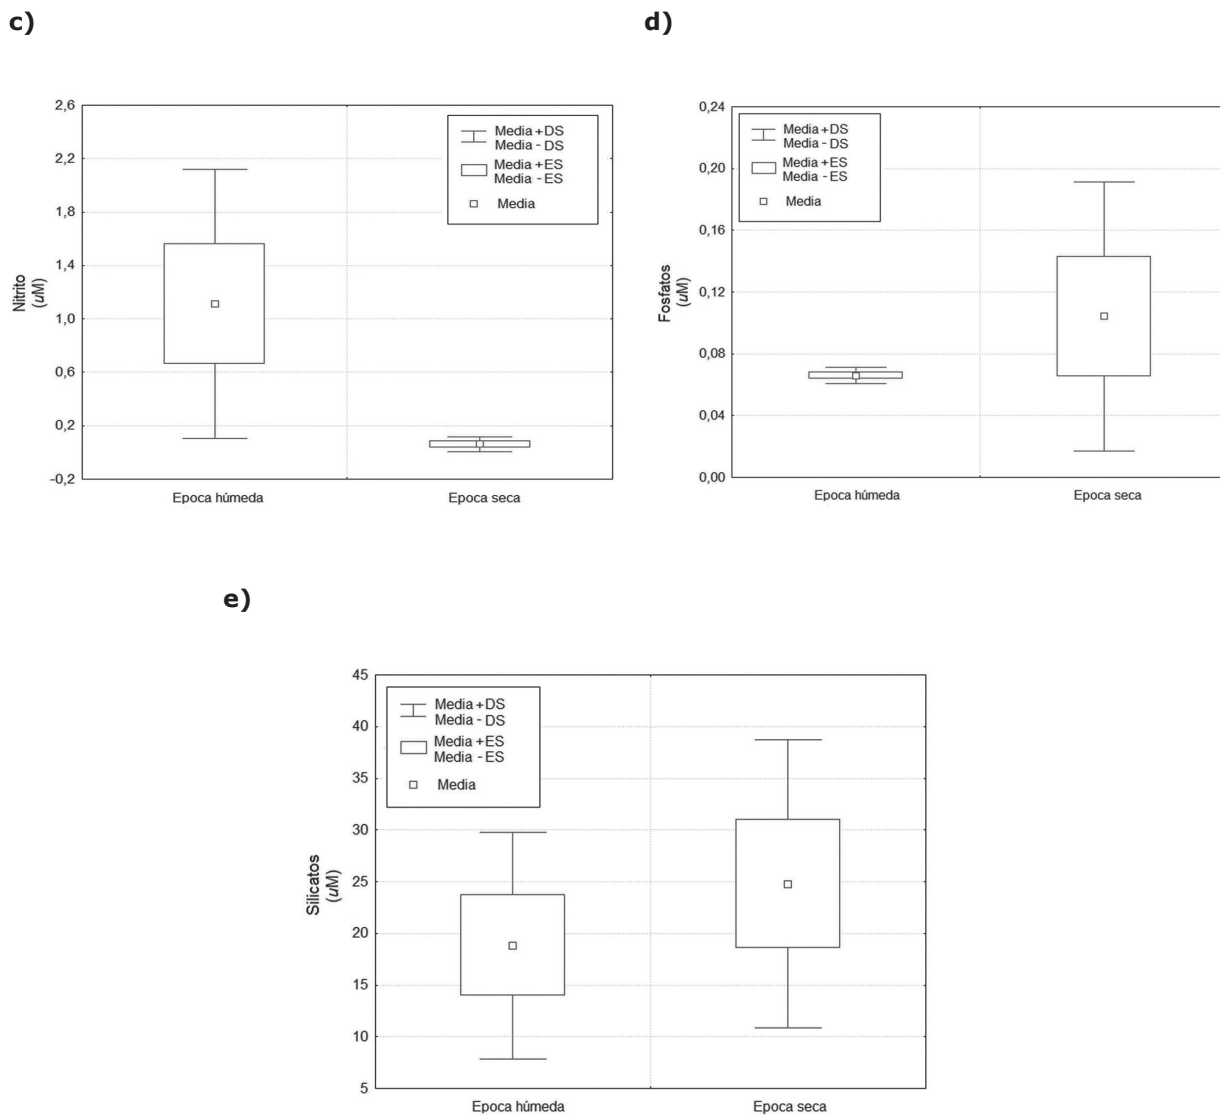 c)
2,6
2,2
1,8
1,4
1,0
0,6
0,2
-0,2
Nitrito
(uM)
Media + DS
Media - DS
Media + ES
Media - ES
Media
Epoca húmeda
Epoca seca
d)
0,24
0,20
0,16
0,12
0,08
0,04
0,00
Fosfatos
(uM)
Media + DS
Media - DS
Media + ES
Media - ES
Media
Epoca húmeda
Epoca seca
e)
45
40
35
30
25
20
15
10
5
Silicatos
(uM)
Media + DS
Media - DS
Media + ES
Media - ES
Media
Epoca húmeda
Epoca seca